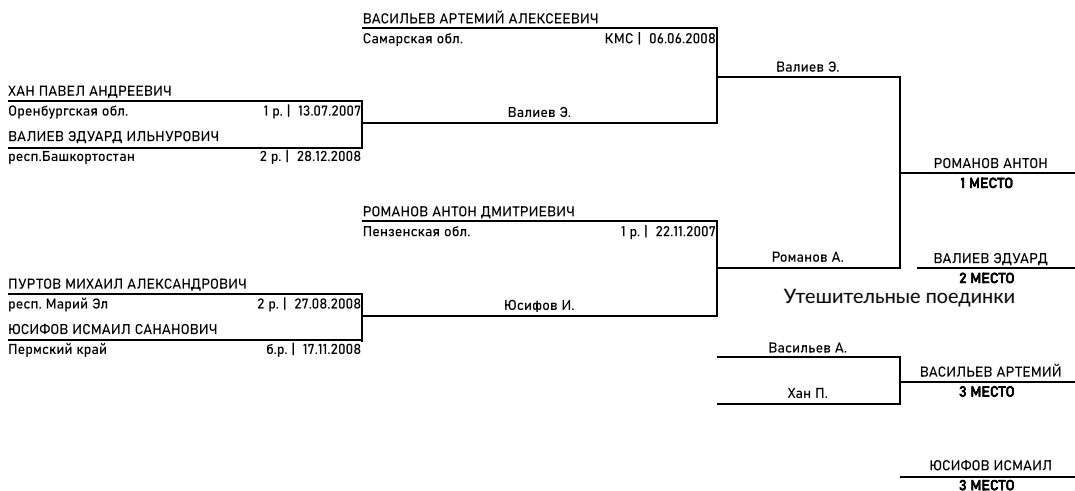 ВАСИЛЬЕВ АРТЕМИЙ АЛЕКСЕЕВИЧ
Самарская обл. КМС | 06.06.2008
Валиев Э.
ХАН ПАВЕЛ АНДРЕЕВИЧ
Оренбургская обл. 1 р. | 13.07.2007
Валиев Э.
ВАЛИЕВ ЭДУАРД ИЛЬНУРОВИЧ
респ.Башкортостан 2 р. | 28.12.2008
РОМАНОВ АНТОН
1 МЕСТО
РОМАНОВ АНТОН ДМИТРИЕВИЧ
Пензенская обл. 1 р. | 22.11.2007
Романов А.
ВАЛИЕВ ЭДУАРД
2 МЕСТО
ПУРТОВ МИХАИЛ АЛЕКСАНДРОВИЧ
Утешительные поединки
респ. Марий Эл 2 р. | 27.08.2008
Юсифов И.
ЮСИФОВ ИСМАИЛ САНАНОВИЧ
Пермский край б.р. | 17.11.2008
Васильев А.
ВАСИЛЬЕВ АРТЕМИЙ
3 МЕСТО
Хан П.
ЮСИФОВ ИСМАИЛ
3 МЕСТО